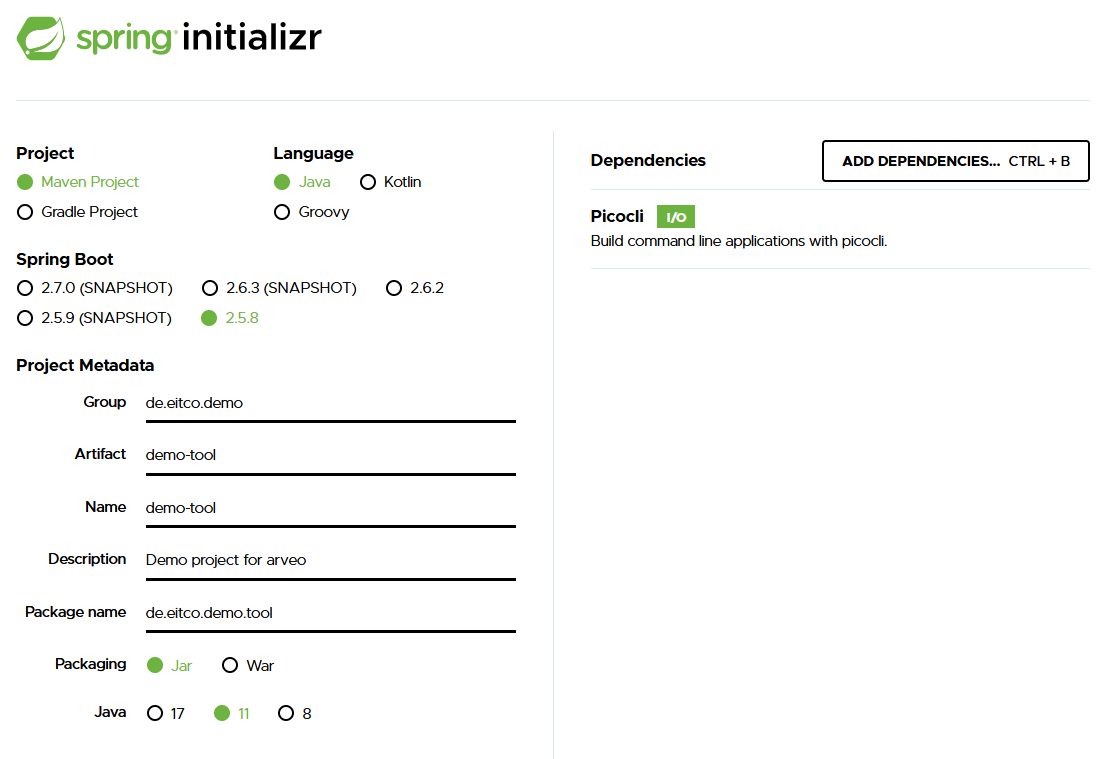 spring initializr
Project
Maven Project
Gradle Project
Language
Java Kotlin
Groovy
Spring Boot
2.7.0 (SNAPSHOT) 2.6.3 (SNAPSHOT) 2.6.2
2.5.9 (SNAPSHOT) 2.5.8
Project Metadata
Group de.eitco.demo
Artifact demo-tool
Name demo-tool
Description Demo project for arveo
Package name de.eitco.demo.tool
Packaging Jar War
Java 17 11 8
Dependencies ADD DEPENDENCIES... CTRL + B
Picocli I/O
Build command line applications with picocli.